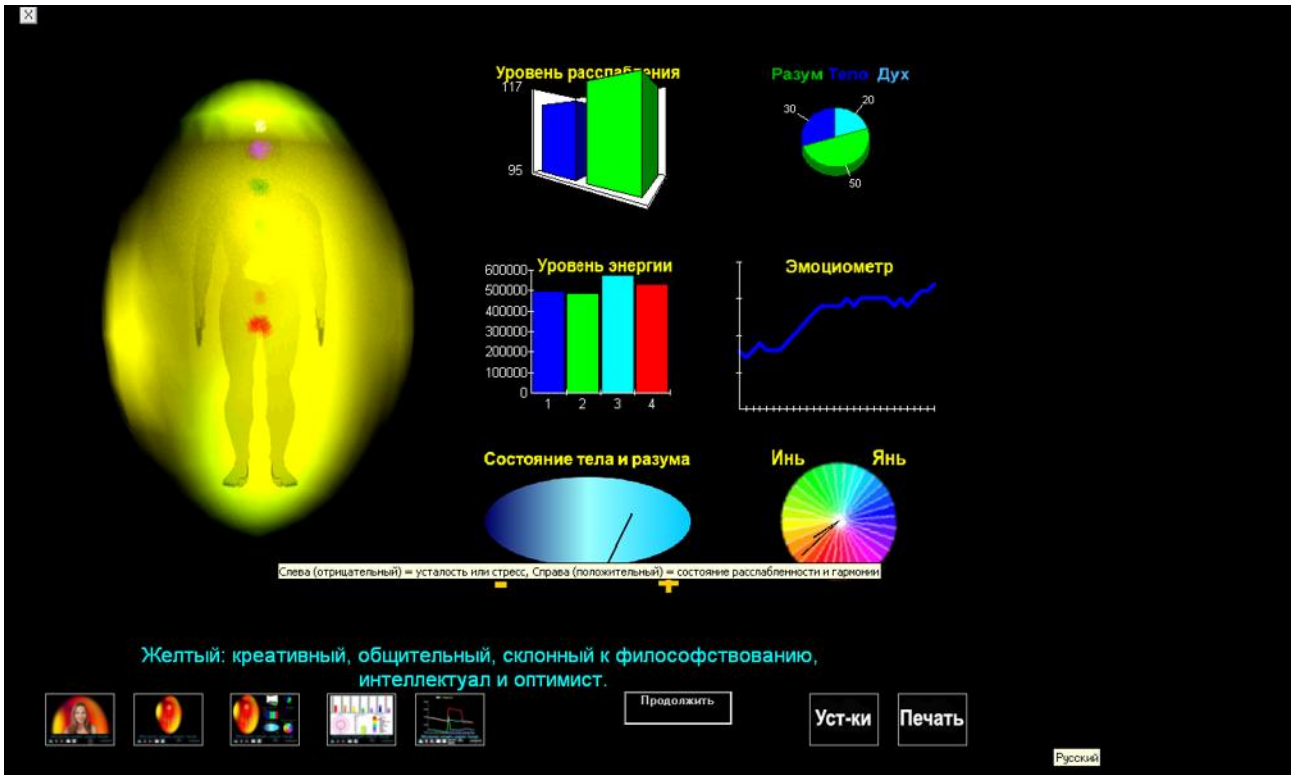 X
Уровень расслабления
117
95
Разум Тело Дух
30
20
50
Уровень энергии
600000
500000
400000
300000
200000
100000
0
1 2 3 4
Эмоциометр
Состояние тела и разума
Инь Янь
Слева (отрицательный) = усталость или стресс, Справа (положительный) = состояние расслабленности и гармонии
- +
Желтый: креативный, общительный, склонный к философствованию,
интеллектуал и оптимист.
Продолжить
Уст-ки
Печать
Русский